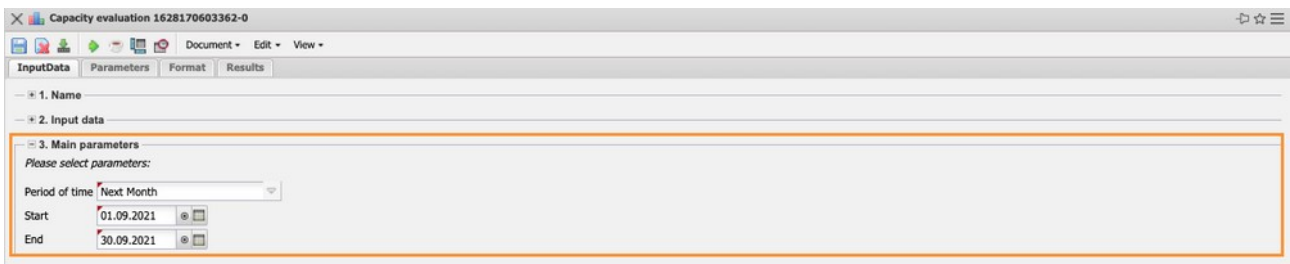 Capacity evaluation 1628170603362-0
Document Edit View
InputData Parameters Format Results
1. Name
2. Input data
3. Main parameters
Please select parameters:
Period of time Next Month
Start 01.09.2021
End 30.09.2021